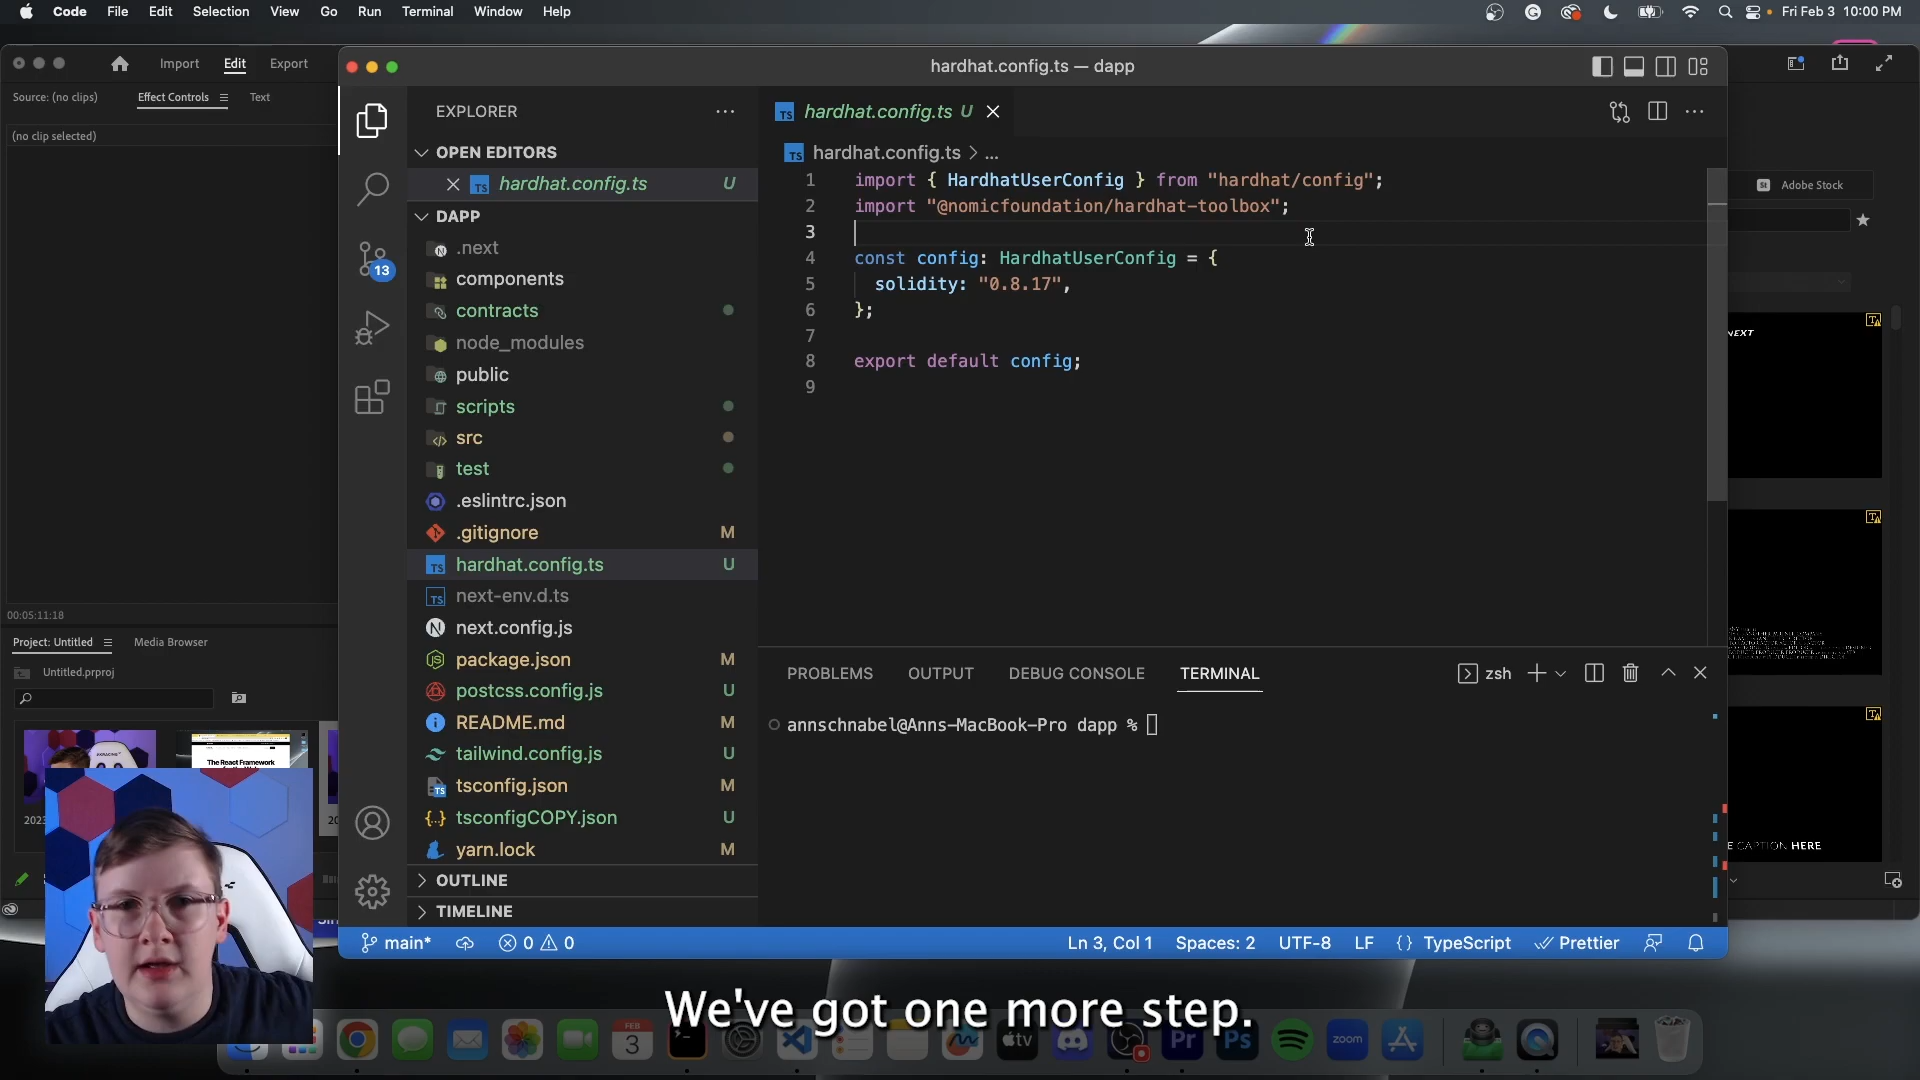 Code File Edit Selection View Go Run Terminal Window Help
Fri Feb 3 10:00 PM
Import Edit Export
hardhat.config.ts — dapp
Source: (no clips) Effect Controls Text
(no clip selected)
EXPLORER
hardhat.config.ts U
OPEN EDITORS
hardhat.config.ts U
DAPP
.next
components
contracts
node_modules
public
scripts
src
test
.eslintrc.json
.gitignore M
hardhat.config.ts U
next-env.d.ts
next.config.js
package.json M
postcss.config.js U
README.md M
tailwind.config.js U
tsconfig.json M
tsconfigCOPY.json U
yarn.lock M
OUTLINE
TIMELINE
13
hardhat.config.ts > ...
1 import { HardhatUserConfig } from "hardhat/config";
2 import "@nomicfoundation/hardhat-toolbox";
3
4 const config: HardhatUserConfig = {
5 solidity: "0.8.17",
6 };
7
8 export default config;
9
PROBLEMS OUTPUT DEBUG CONSOLE TERMINAL
zsh
annschnabel@Anns-MacBook-Pro dapp %
main* 0 0
Ln 3, Col 1 Spaces: 2 UTF-8 LF {} TypeScript Prettier
00:05:11:18
Project: Untitled Media Browser
Untitled.prproj
The React Framework
Adobe Stock
NEXT
CAPTION HERE
We've got one more step.
FEB
3
tv
Pr
Ps
zoom